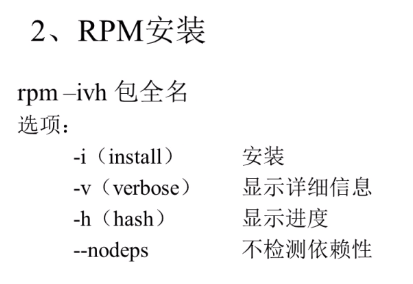 2、RPM安装
rpm –ivh 包全名
选项：
-i（install） 安装
-v（verbose） 显示详细信息
-h（hash） 显示进度
--nodeps 不检测依赖性